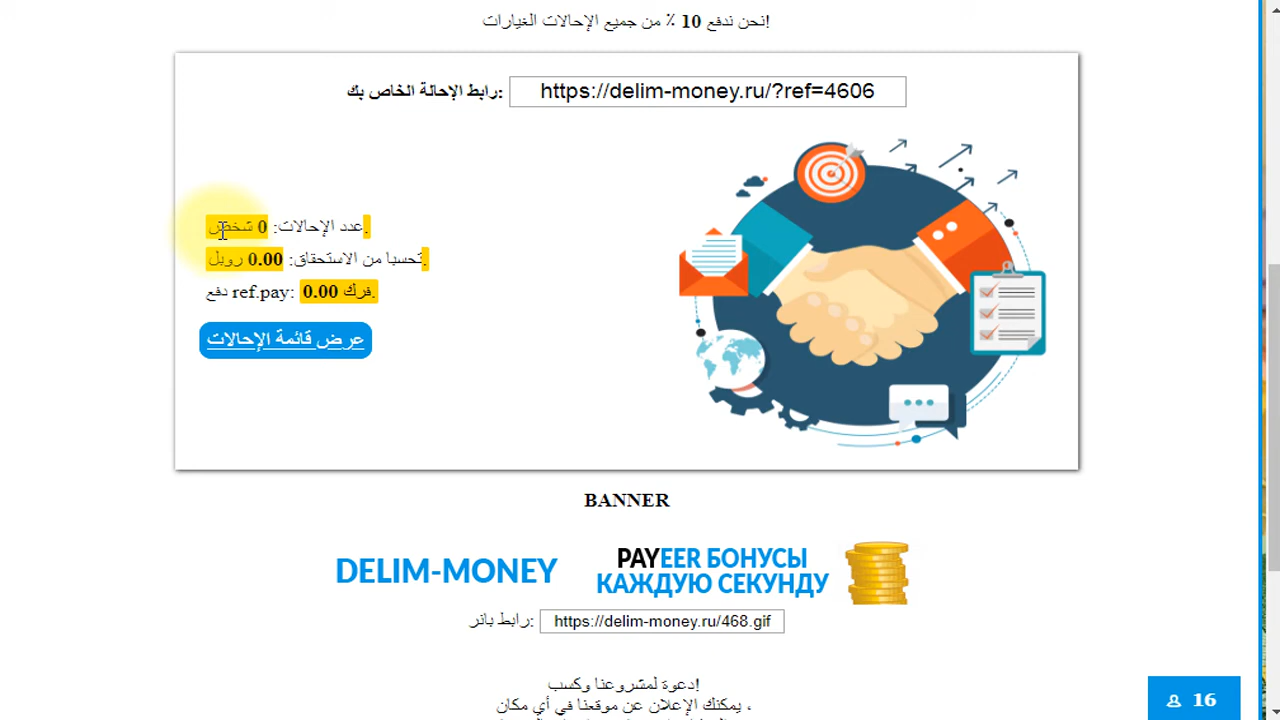 نحن ندفع 10 ٪ من جميع الإحالات الغيارات!
رابط الإحالة الخاص بك: https://delim-money.ru/?ref=4606
عدد الإحالات: 0 شخص.
تحسبا من الاستحقاق: 0.00 روبل.
دفع ref.pay: 0.00 فرك.
عرض قائمة الإحالات
BANNER
DELIM-MONEY
PAYEER БОНУСЫ
КАЖДУЮ СЕКУНДУ
رابط بانر: https://delim-money.ru/468.gif
دعوة لمشروعنا وكسب!
يمكنك الإعلان عن موقعنا في أي مكان ،
16